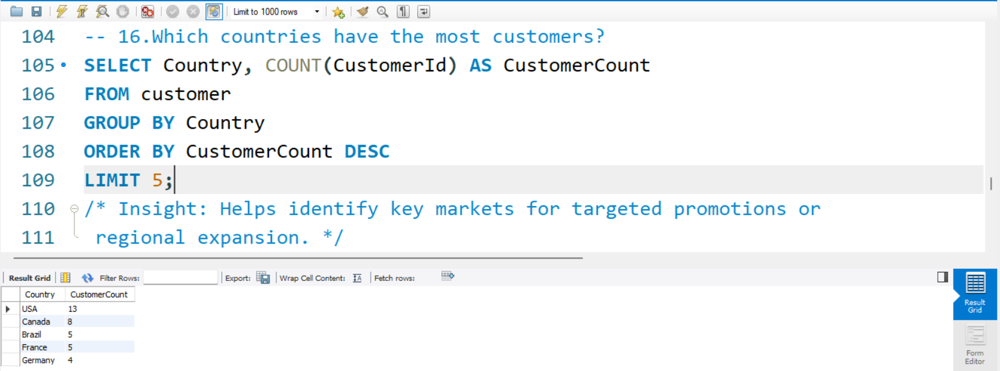 Limit to 1000 rows
104 -- 16.Which countries have the most customers?
105 SELECT Country, COUNT(CustomerId) AS CustomerCount
106 FROM customer
107 GROUP BY Country
108 ORDER BY CustomerCount DESC
109 LIMIT 5;
110 /* Insight: Helps identify key markets for targeted promotions or
111 regional expansion. */
Result Grid Filter Rows: Export: Wrap Cell Content: IA Fetch rows:
Country CustomerCount
USA 13
Canada 8
Brazil 5
France 5
Germany 4
Result
Grid
Form
Editor